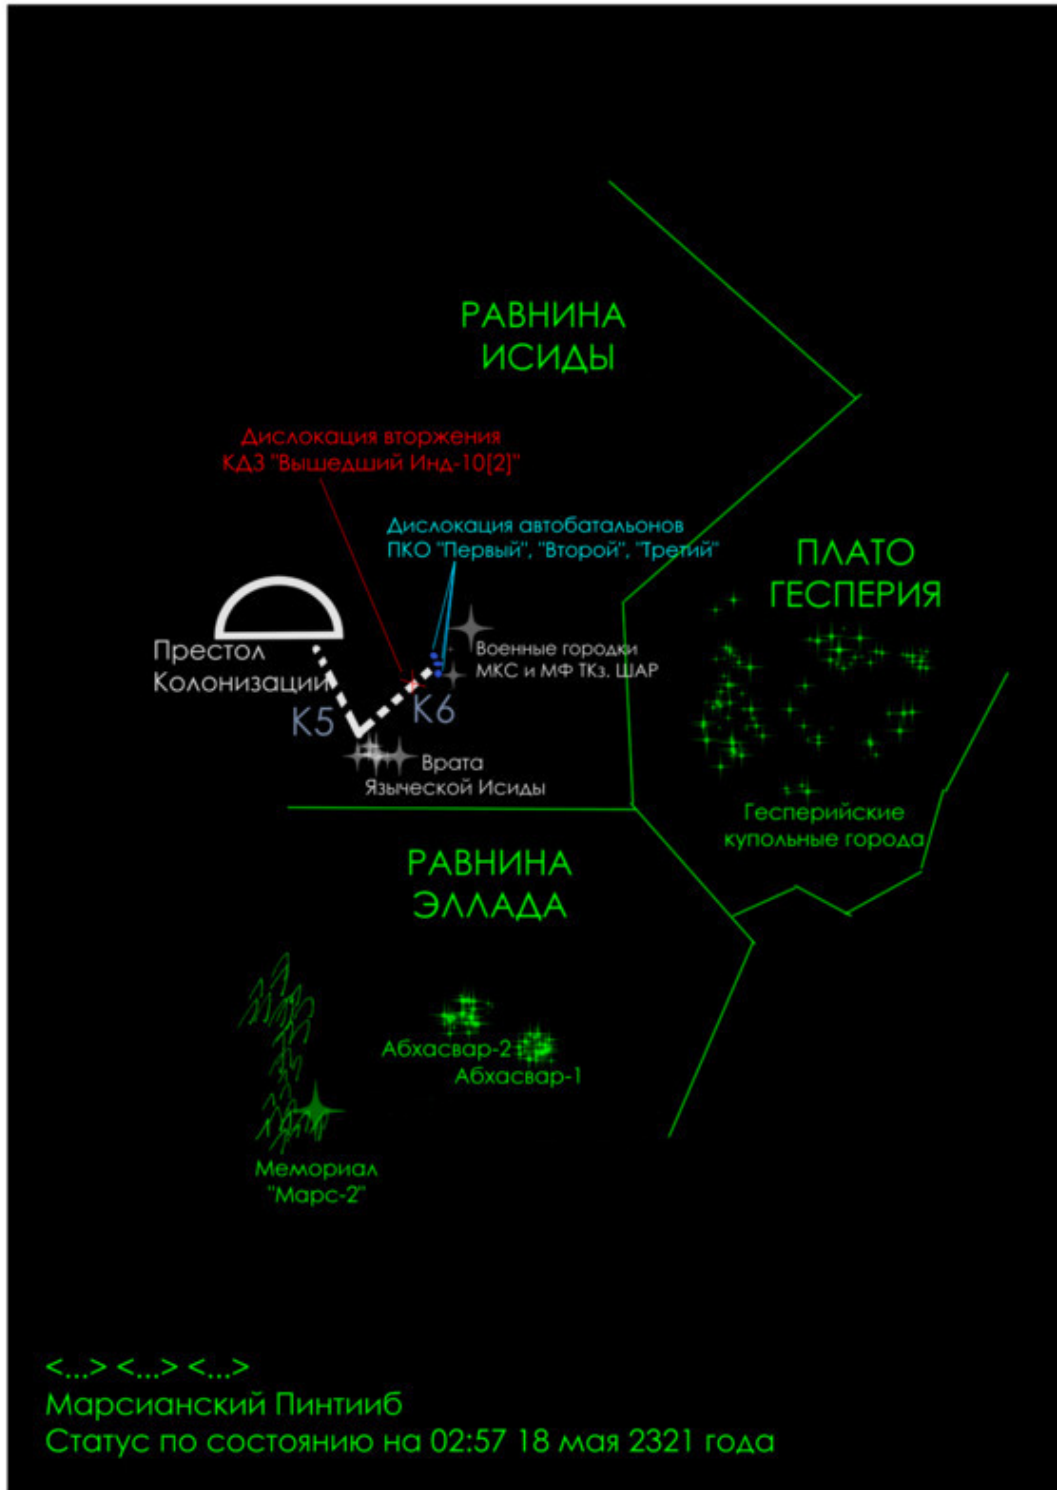 РАВНИНА
ИСИДЫ
Дислокация вторжения
КДЗ "Вышедший Инд-10[2]"
Дислокация автобатальонов
ПКО "Первый", "Второй", "Третий"
ПЛАТО
ГЕСПЕРИЯ
Престол
Колонизации
Военные городки
МКС и МФ ТКз. ШАР
К5
К6
Врата
Языческой Исиды
Гесперийские
купольные города
РАВНИНА
ЭЛЛАДА
Абхасвар-2
Абхасвар-1
Мемориал
"Марс-2"
<...> <...> <...>
Марсианский Пинтииб
Статус по состоянию на 02:57 18 мая 2321 года